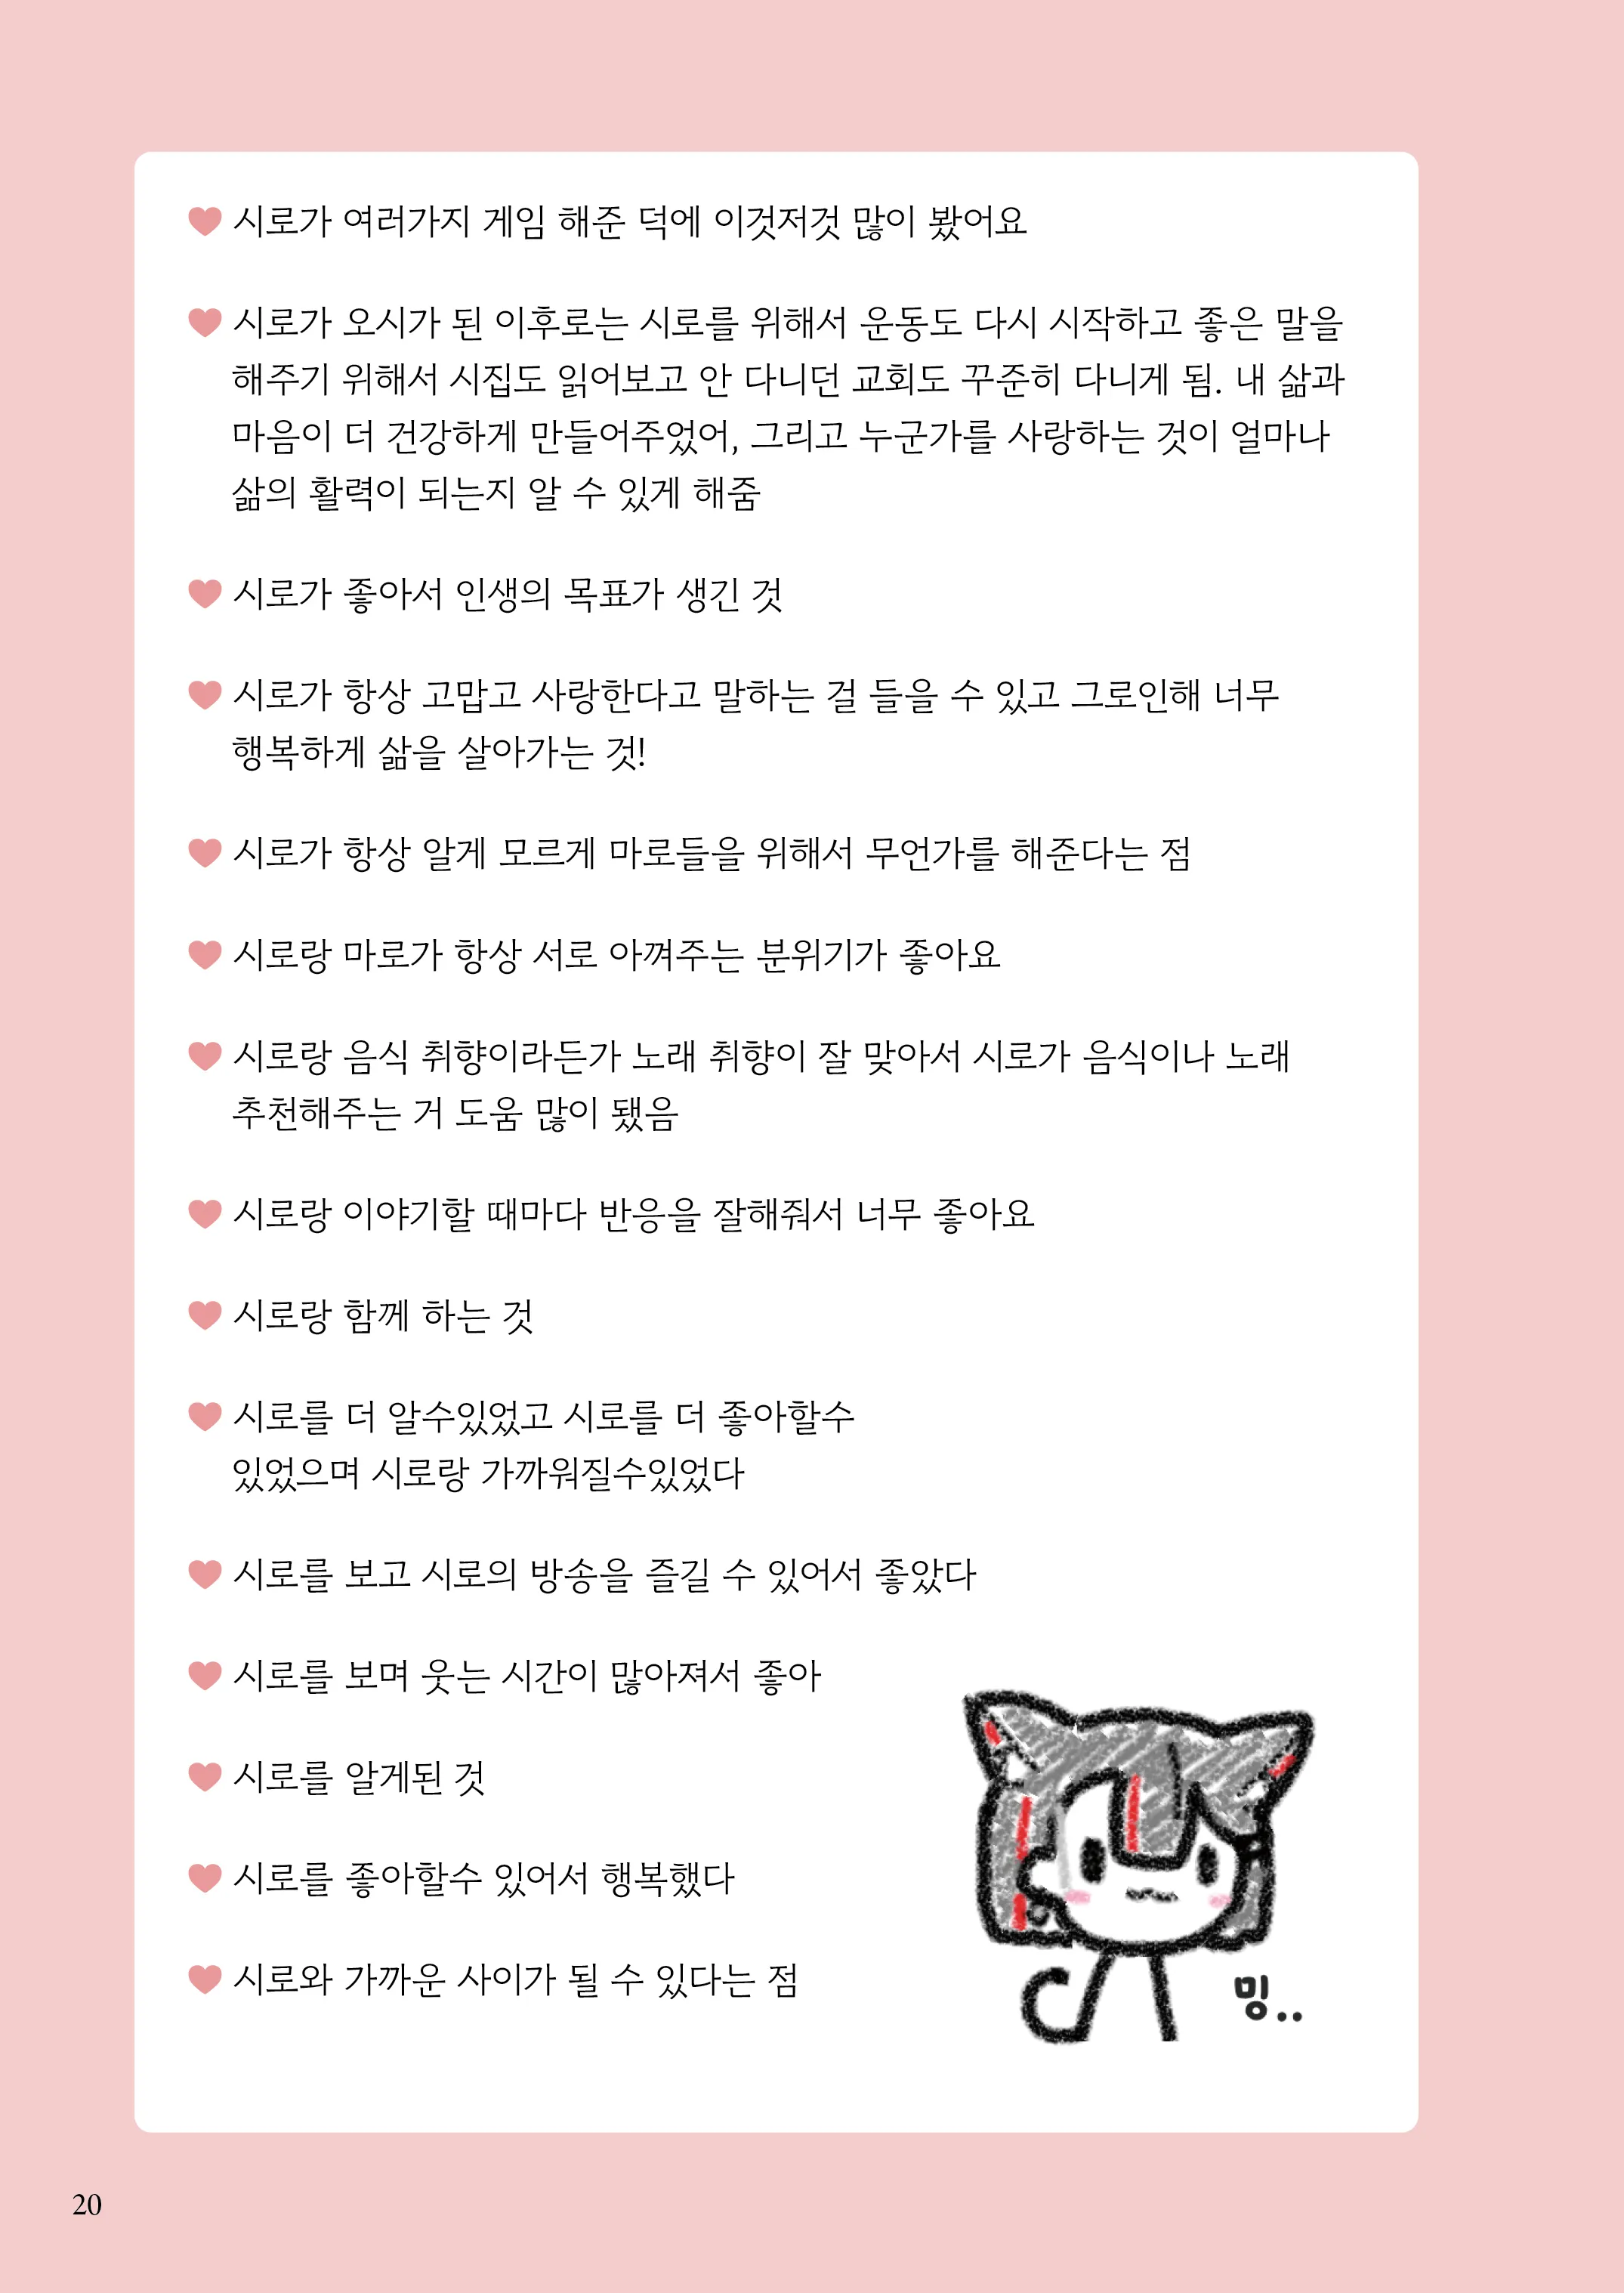 시로가 여러가지 게임 해준 덕에 이것저것 많이 봤어요
시로가 오시가 된 이후로는 시로를 위해서 운동도 다시 시작하고 좋은 말을
해주기 위해서 시집도 읽어보고 안 다니던 교회도 꾸준히 다니게 됨. 내 삶과
마음이 더 건강하게 만들어주었어, 그리고 누군가를 사랑하는 것이 얼마나
삶의 활력이 되는지 알 수 있게 해줌
시로가 좋아서 인생의 목표가 생긴 것
시로가 항상 고맙고 사랑한다고 말하는 걸 들을 수 있고 그로인해 너무
행복하게 삶을 살아가는 것!
시로가 항상 알게 모르게 마로들을 위해서 무언가를 해준다는 점
시로랑 마로가 항상 서로 아껴주는 분위기가 좋아요
시로랑 음식 취향이라든가 노래 취향이 잘 맞아서 시로가 음식이나 노래
추천해주는 거 도움 많이 됐음
시로랑 이야기할 때마다 반응을 잘해줘서 너무 좋아요
시로랑 함께 하는 것
시로를 더 알수있었고 시로를 더 좋아할수
있었으며 시로랑 가까워질수있었다
시로를 보고 시로의 방송을 즐길 수 있어서 좋았다
시로를 보며 웃는 시간이 많아져서 좋아
시로를 알게된 것
시로를 좋아할수 있어서 행복했다
시로와 가까운 사이가 될 수 있다는 점
밍..
20